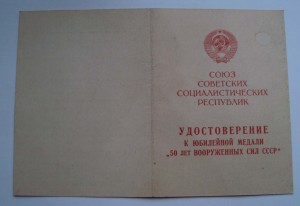 СОЮЗ
СОВЕТСКИХ
СОЦИАЛИСТИЧЕСКИХ
РЕСПУБЛИК
УДОСТОВЕРЕНИЕ
К ЮБИЛЕЙНОЙ МЕДАЛИ
„50 ЛЕТ ВООРУЖЕННЫХ СИЛ СССР“